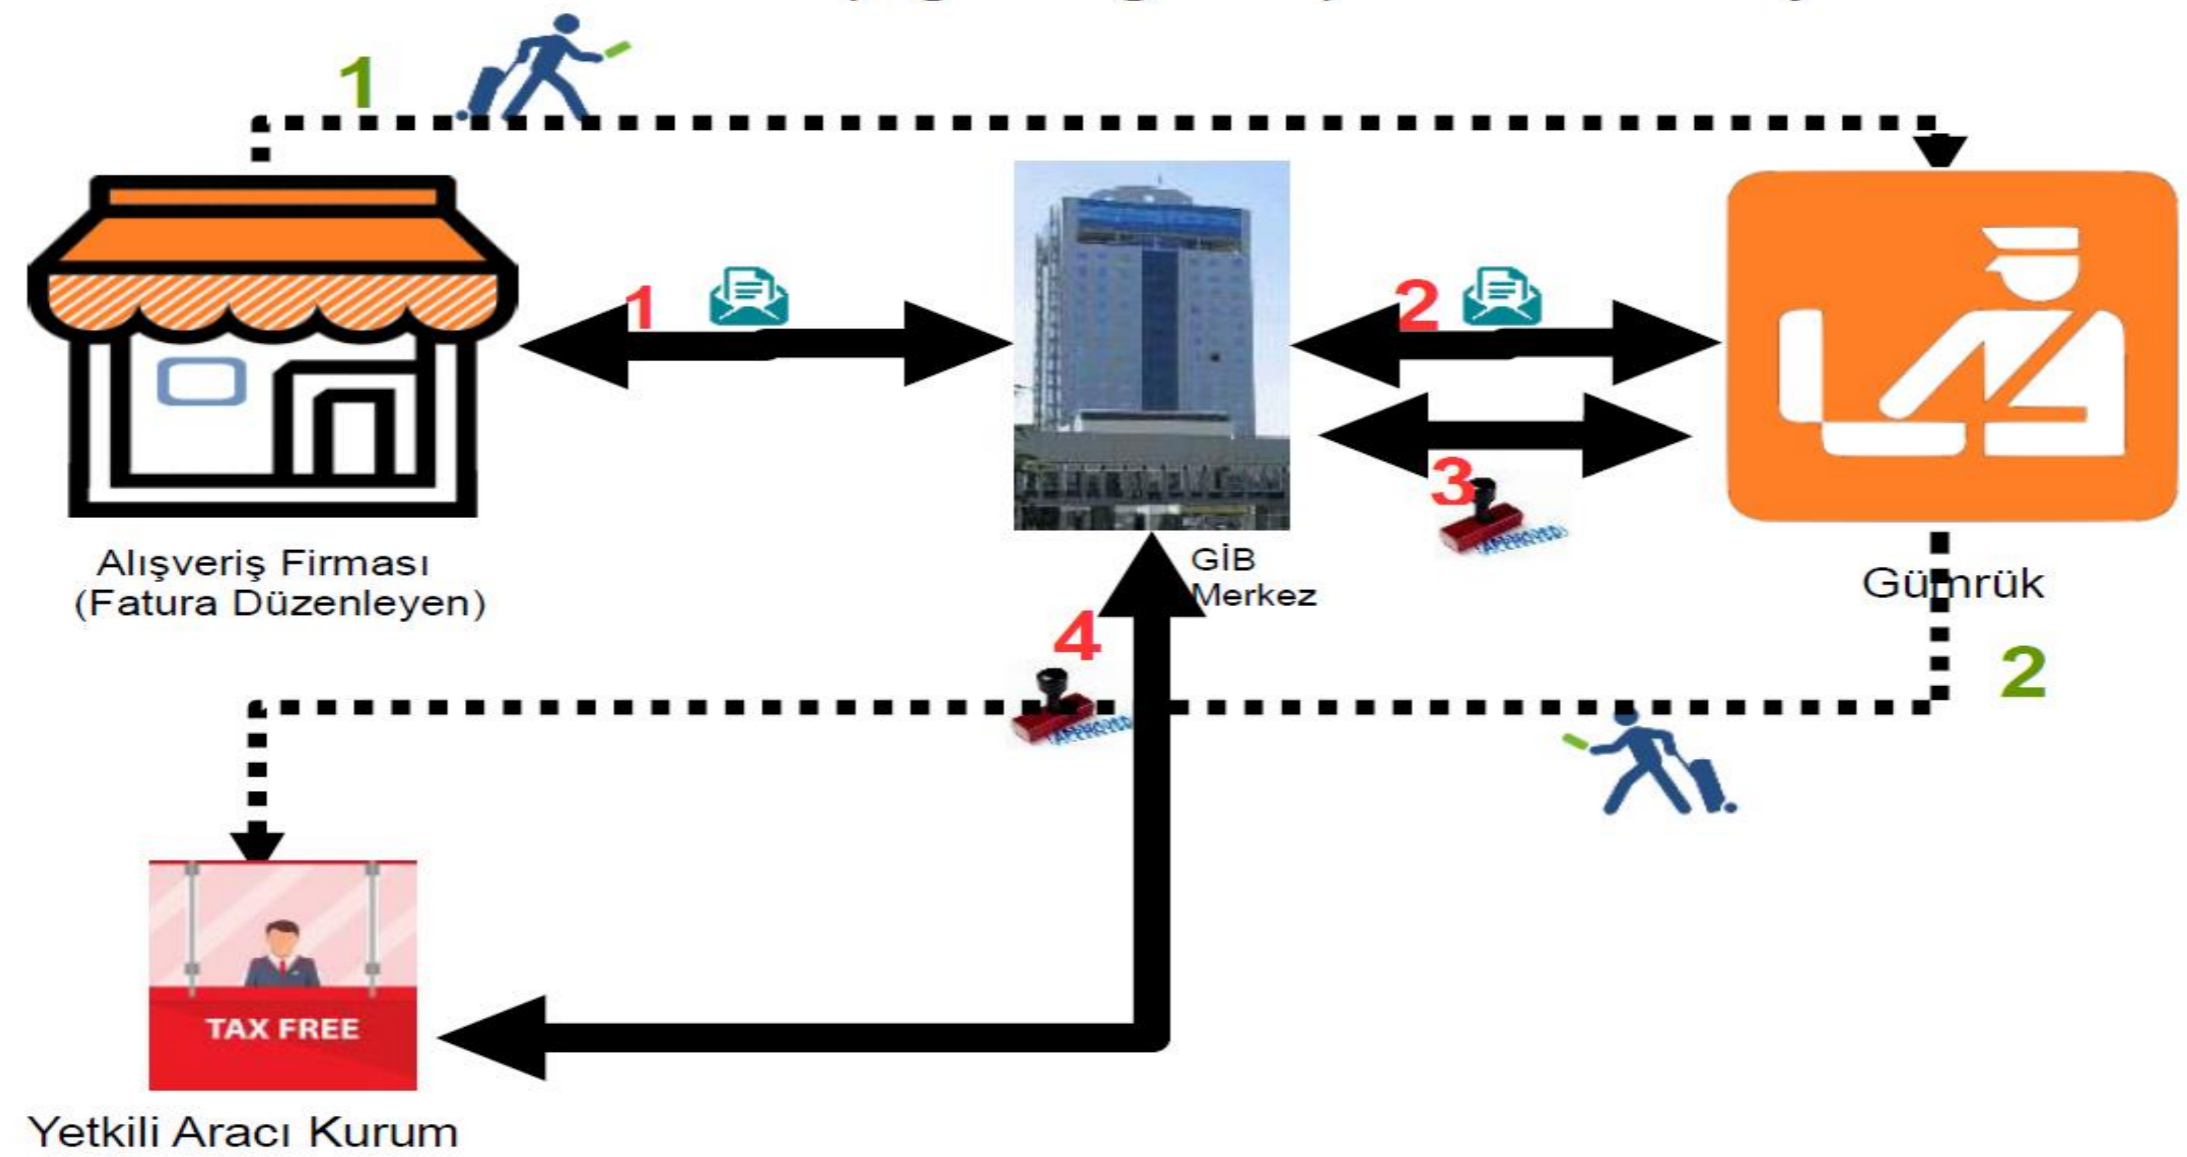 1
1
2
3
Alışveriş Firması
(Fatura Düzenleyen)
GİB
Merkez
Gümrük
4
2
TAX FREE
Yetkili Aracı Kurum